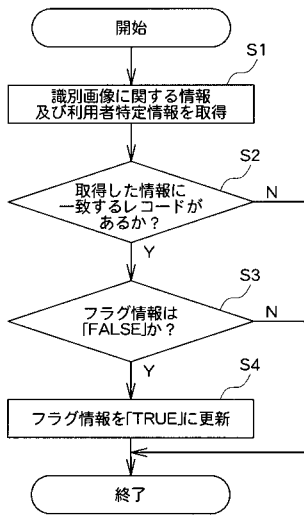 開始
S1
識別画像に関する情報
及び利用者特定情報を取得
S2
取得した情報に
一致するレコードが
あるか?
N
Y
S3
フラグ情報は
「FALSE」か?
N
Y
S4
フラグ情報を「TRUE」に更新
終了